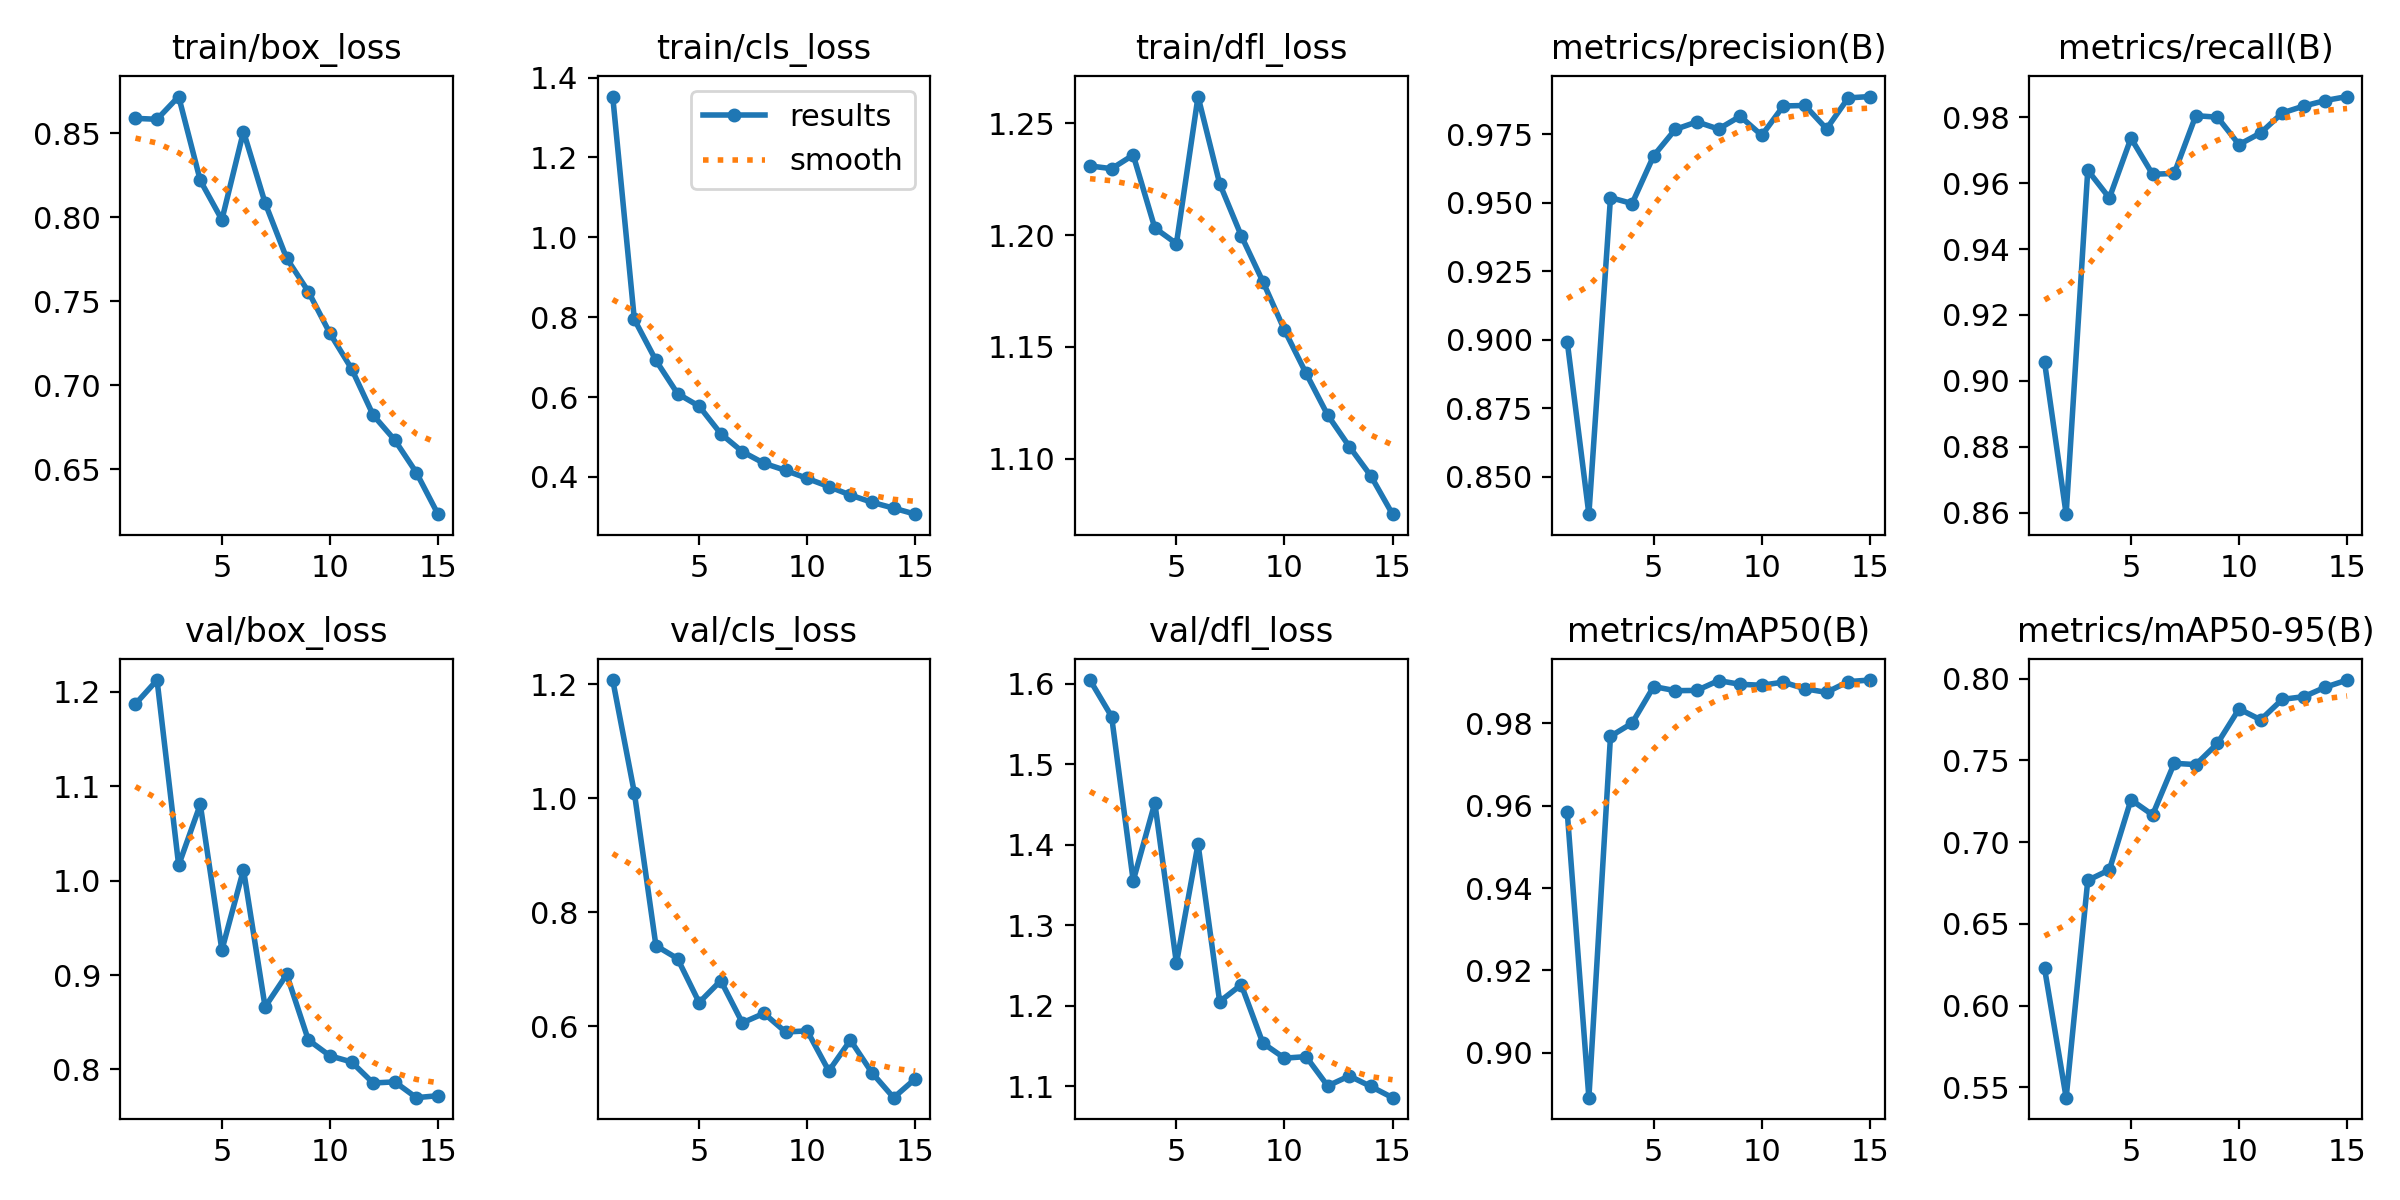 train/box_loss
0.85
0.80
0.75
0.70
0.65
5 10 15
train/cls_loss
1.4
1.2
1.0
0.8
0.6
0.4
results
smooth
5 10 15
train/dfl_loss
1.25
1.20
1.15
1.10
5 10 15
metrics/precision(B)
0.975
0.950
0.925
0.900
0.875
0.850
5 10 15
metrics/recall(B)
0.98
0.96
0.94
0.92
0.90
0.88
0.86
5 10 15
val/box_loss
1.2
1.1
1.0
0.9
0.8
5 10 15
val/cls_loss
1.2
1.0
0.8
0.6
5 10 15
val/dfl_loss
1.6
1.5
1.4
1.3
1.2
1.1
5 10 15
metrics/mAP50(B)
0.98
0.96
0.94
0.92
0.90
5 10 15
metrics/mAP50-95(B)
0.80
0.75
0.70
0.65
0.60
0.55
5 10 15